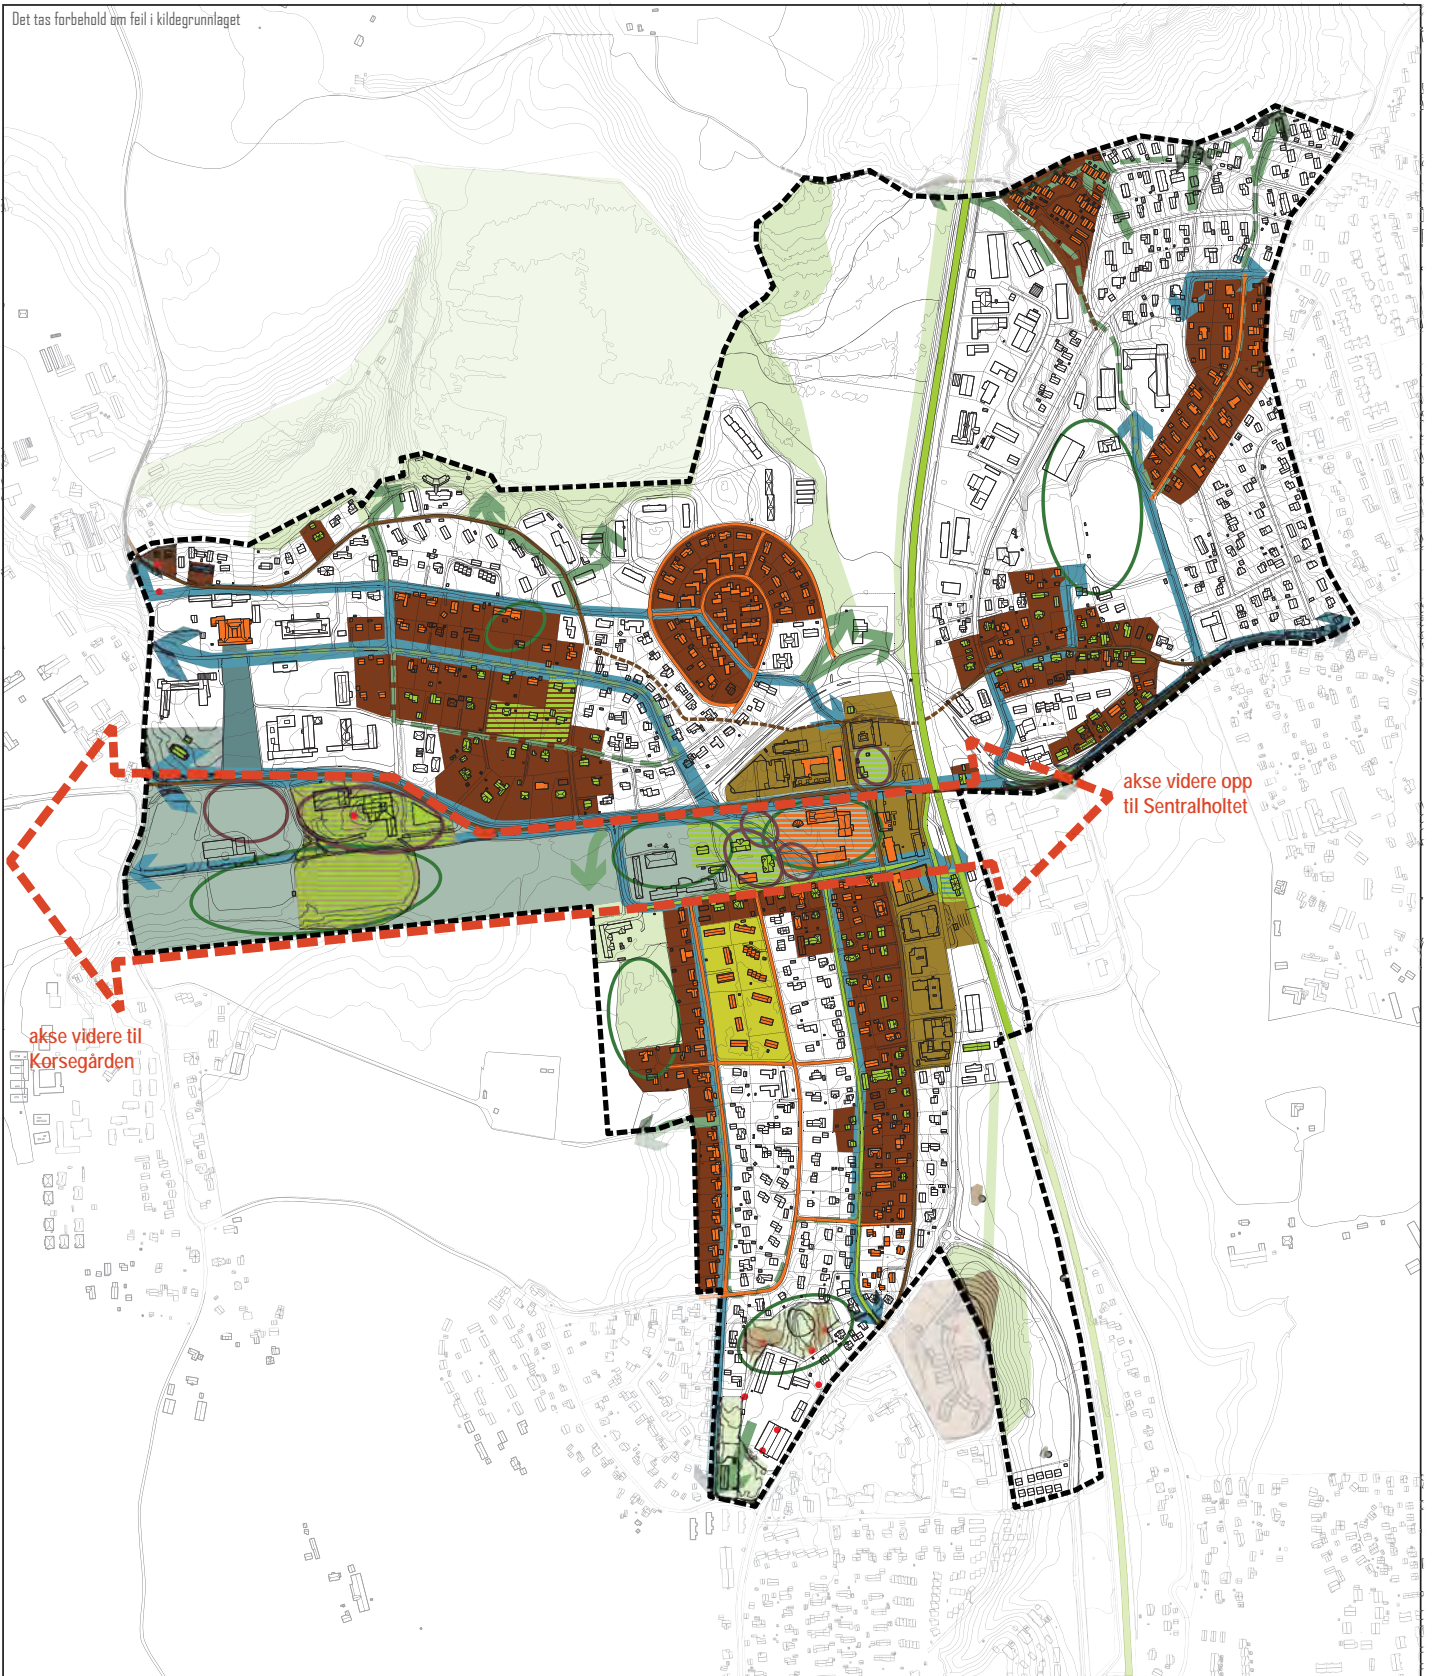 Det tas forbehold om feil i kildegrunnlaget
akse videre opp
til Sentralholtet
akse videre til
Korsegården